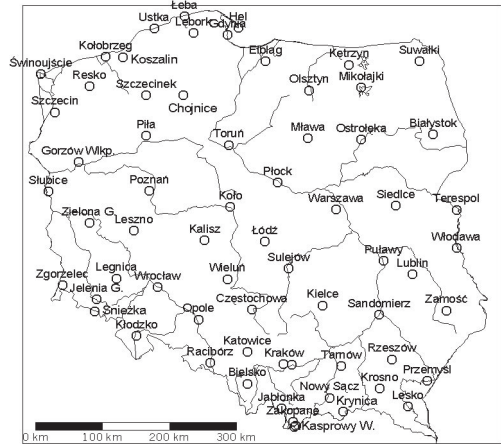 Łeba
Hel
Ustka
Lębork
Gdynia
Kołobrzeg
Koszalin
Elbląg
Kętrzyn
Suwałki
Świnoujście
Resko
Szczecinek
Olsztyn
Mikołajki
Szczecin
Chojnice
Piła
Toruń
Mława
Ostrołęka
Białystok
Gorzów Wlkp.
Słubice
Poznań
Koło
Płock
Warszawa
Siedlce
Terespol
Zielona G.
Leszno
Kalisz
Łódź
Włodawa
Sulejów
Puławy
Lublin
Zgorzelec
Legnica
Jelenia G.
Wrocław
Wieluń
Śnieżka
Opole
Częstochowa
Kielce
Sandomierz
Zamość
Kłodzko
Racibórz
Katowice
Kraków
Tarnów
Rzeszów
Przemyśl
Bielsko
Nowy Sącz
Krosno
Jabłonka
Krynica
Lesko
Zakopane
Kasprowy W.
0 km 100 km 200 km 300 km